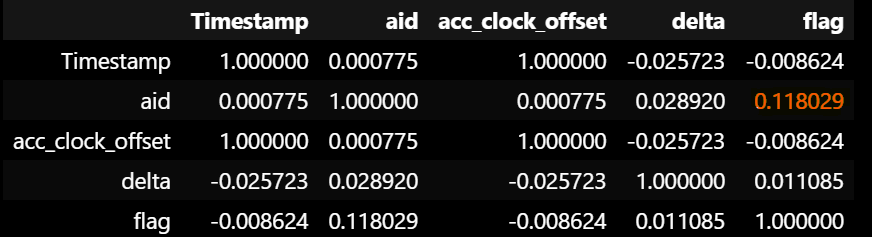 Timestamp aid acc_clock_offset delta flag
Timestamp 1.000000 0.000775 1.000000 -0.025723 -0.008624
aid 0.000775 1.000000 0.000775 0.028920 0.118029
acc_clock_offset 1.000000 0.000775 1.000000 -0.025723 -0.008624
delta -0.025723 0.028920 -0.025723 1.000000 0.011085
flag -0.008624 0.118029 -0.008624 0.011085 1.000000